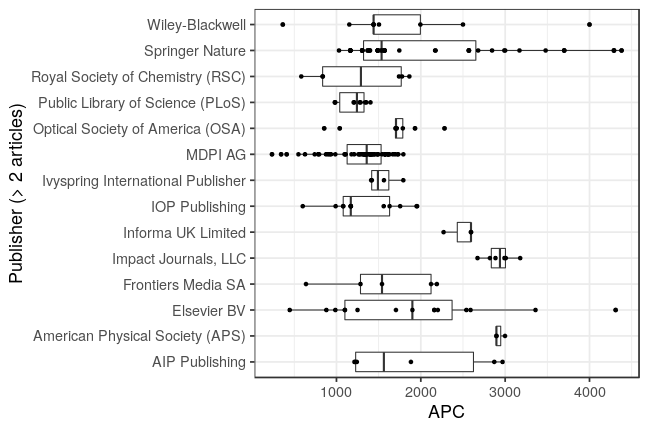 Publisher (> 2 articles)
Wiley-Blackwell
Springer Nature
Royal Society of Chemistry (RSC)
Public Library of Science (PLoS)
Optical Society of America (OSA)
MDPI AG
Ivyspring International Publisher
IOP Publishing
Informa UK Limited
Impact Journals, LLC
Frontiers Media SA
Elsevier BV
American Physical Society (APS)
AIP Publishing
1000 2000 3000 4000
APC